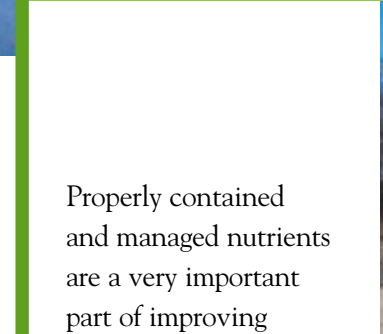 Properly contained
and managed nutrients
are a very important
part of improving